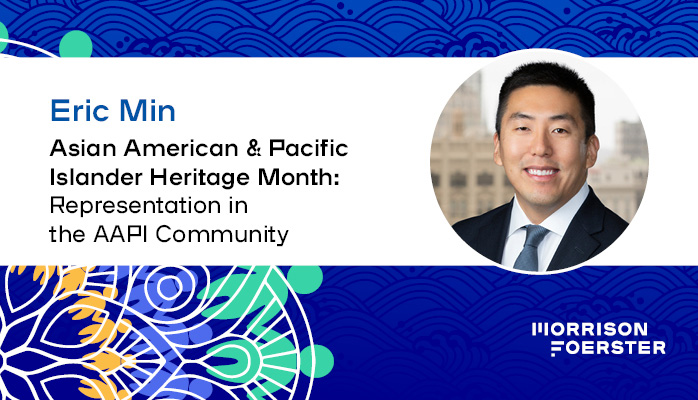 Eric Min
Asian American & Pacific
Islander Heritage Month:
Representation in
the AAPI Community
MORRISON
FOERSTER